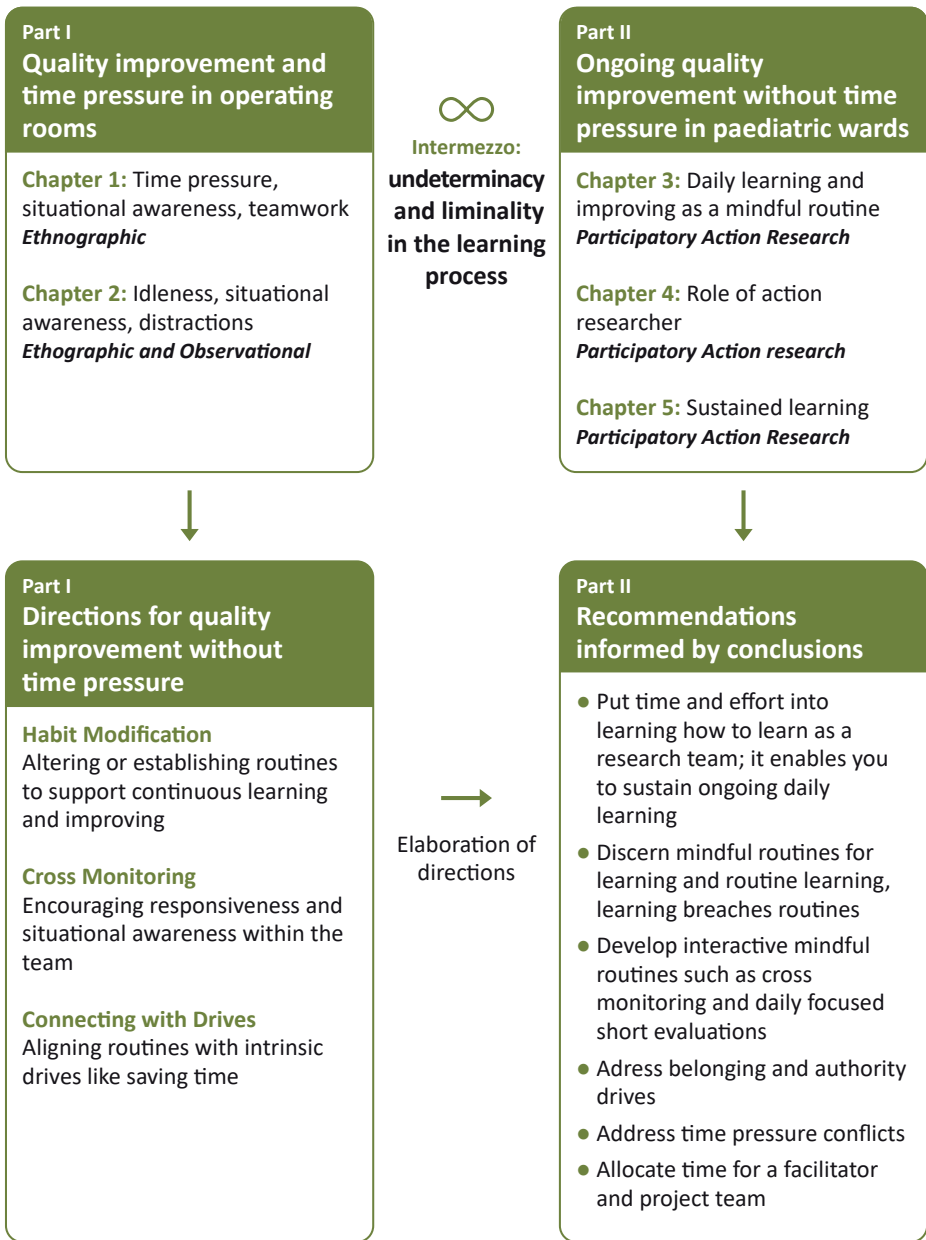 Part I
Quality improvement and
time pressure in operating
rooms
Chapter 1: Time pressure,
situational awareness, teamwork
Ethnographic
Chapter 2: Idleness, situational
awareness, distractions
Ethographic and Observational
Intermezzo:
undeterminacy
and liminality
in the learning
process
Part II
Ongoing quality
improvement without time
pressure in paediatric wards
Chapter 3: Daily learning and
improving as a mindful routine
Participatory Action Research
Chapter 4: Role of action
researcher
Participatory Action research
Chapter 5: Sustained learning
Participatory Action Research
Part I
Directions for quality
improvement without
time pressure
Habit Modification
Altering or establishing routines
to support continuous learning
and improving
Cross Monitoring
Encouraging responsiveness and
situational awareness within the
team
Connecting with Drives
Aligning routines with intrinsic
drives like saving time
Elaboration of
directions
Part II
Recommendations
informed by conclusions
• Put time and effort into
learning how to learn as a
research team; it enables you
to sustain ongoing daily
learning
• Discern mindful routines for
learning and routine learning,
learning breaches routines
• Develop interactive mindful
routines such as cross
monitoring and daily focused
short evaluations
• Adress belonging and authority
drives
• Address time pressure conflicts
• Allocate time for a facilitator
and project team